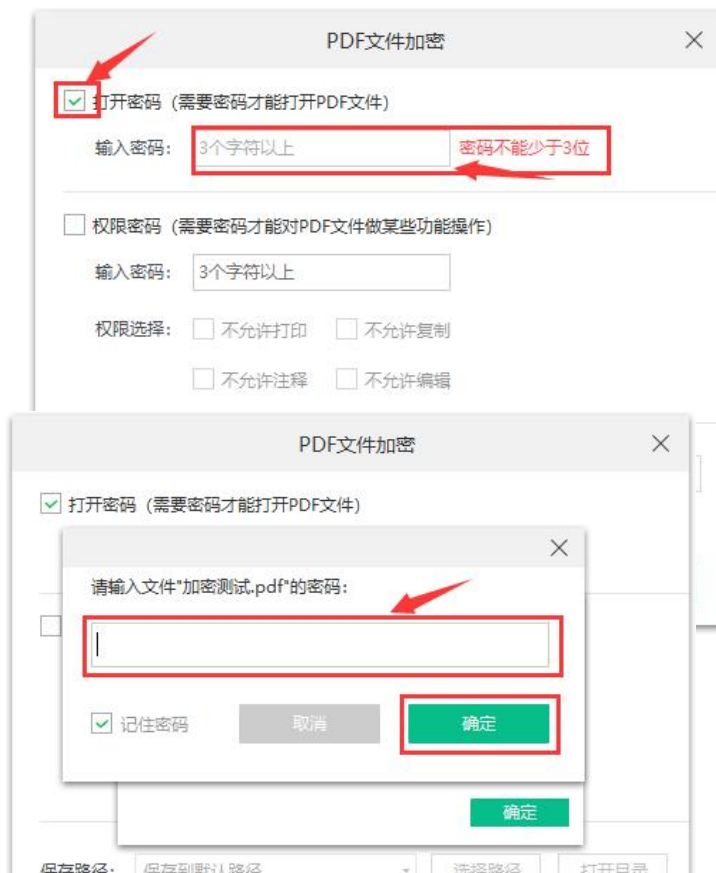 PDF文件加密
打开密码 (需要密码才能打开PDF文件)
输入密码: 3个字符以上 密码不能少于3位
权限密码 (需要密码才能对PDF文件做某些功能操作)
输入密码: 3个字符以上
权限选择: 不允许打印 不允许复制
不允许注释 不允许编辑
PDF文件加密
打开密码 (需要密码才能打开PDF文件)
请输入文件"加密测试.pdf"的密码:
记住密码 取消 确定
确定
保存路径: 保存到默认路径 选择路径 打开目录